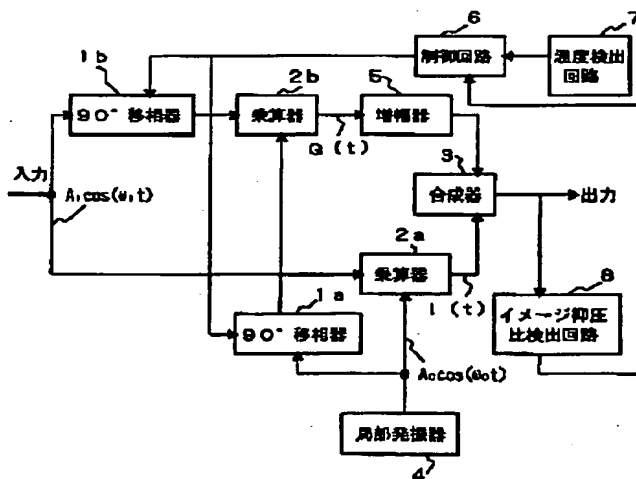 6
7
1b
制御回路
温度検出
回路
2b
5
90° 移相器
乗算器
増幅器
入力
Q(t)
3
A₁cos(ω₁t)
合成器
出力
2a
乗算器
8
1a
I(t)
イメージ抑圧
比検出回路
90° 移相器
A₀cos(ω₀t)
局部発振器
4